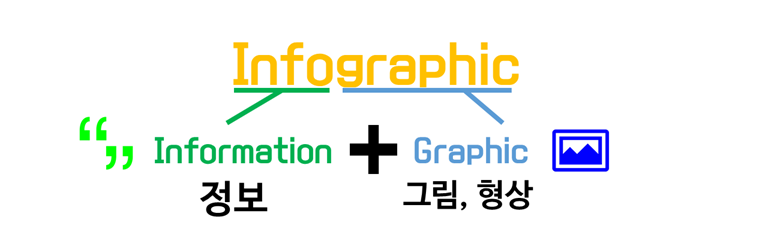 Infographic
Information + Graphic
정보
그림, 형상